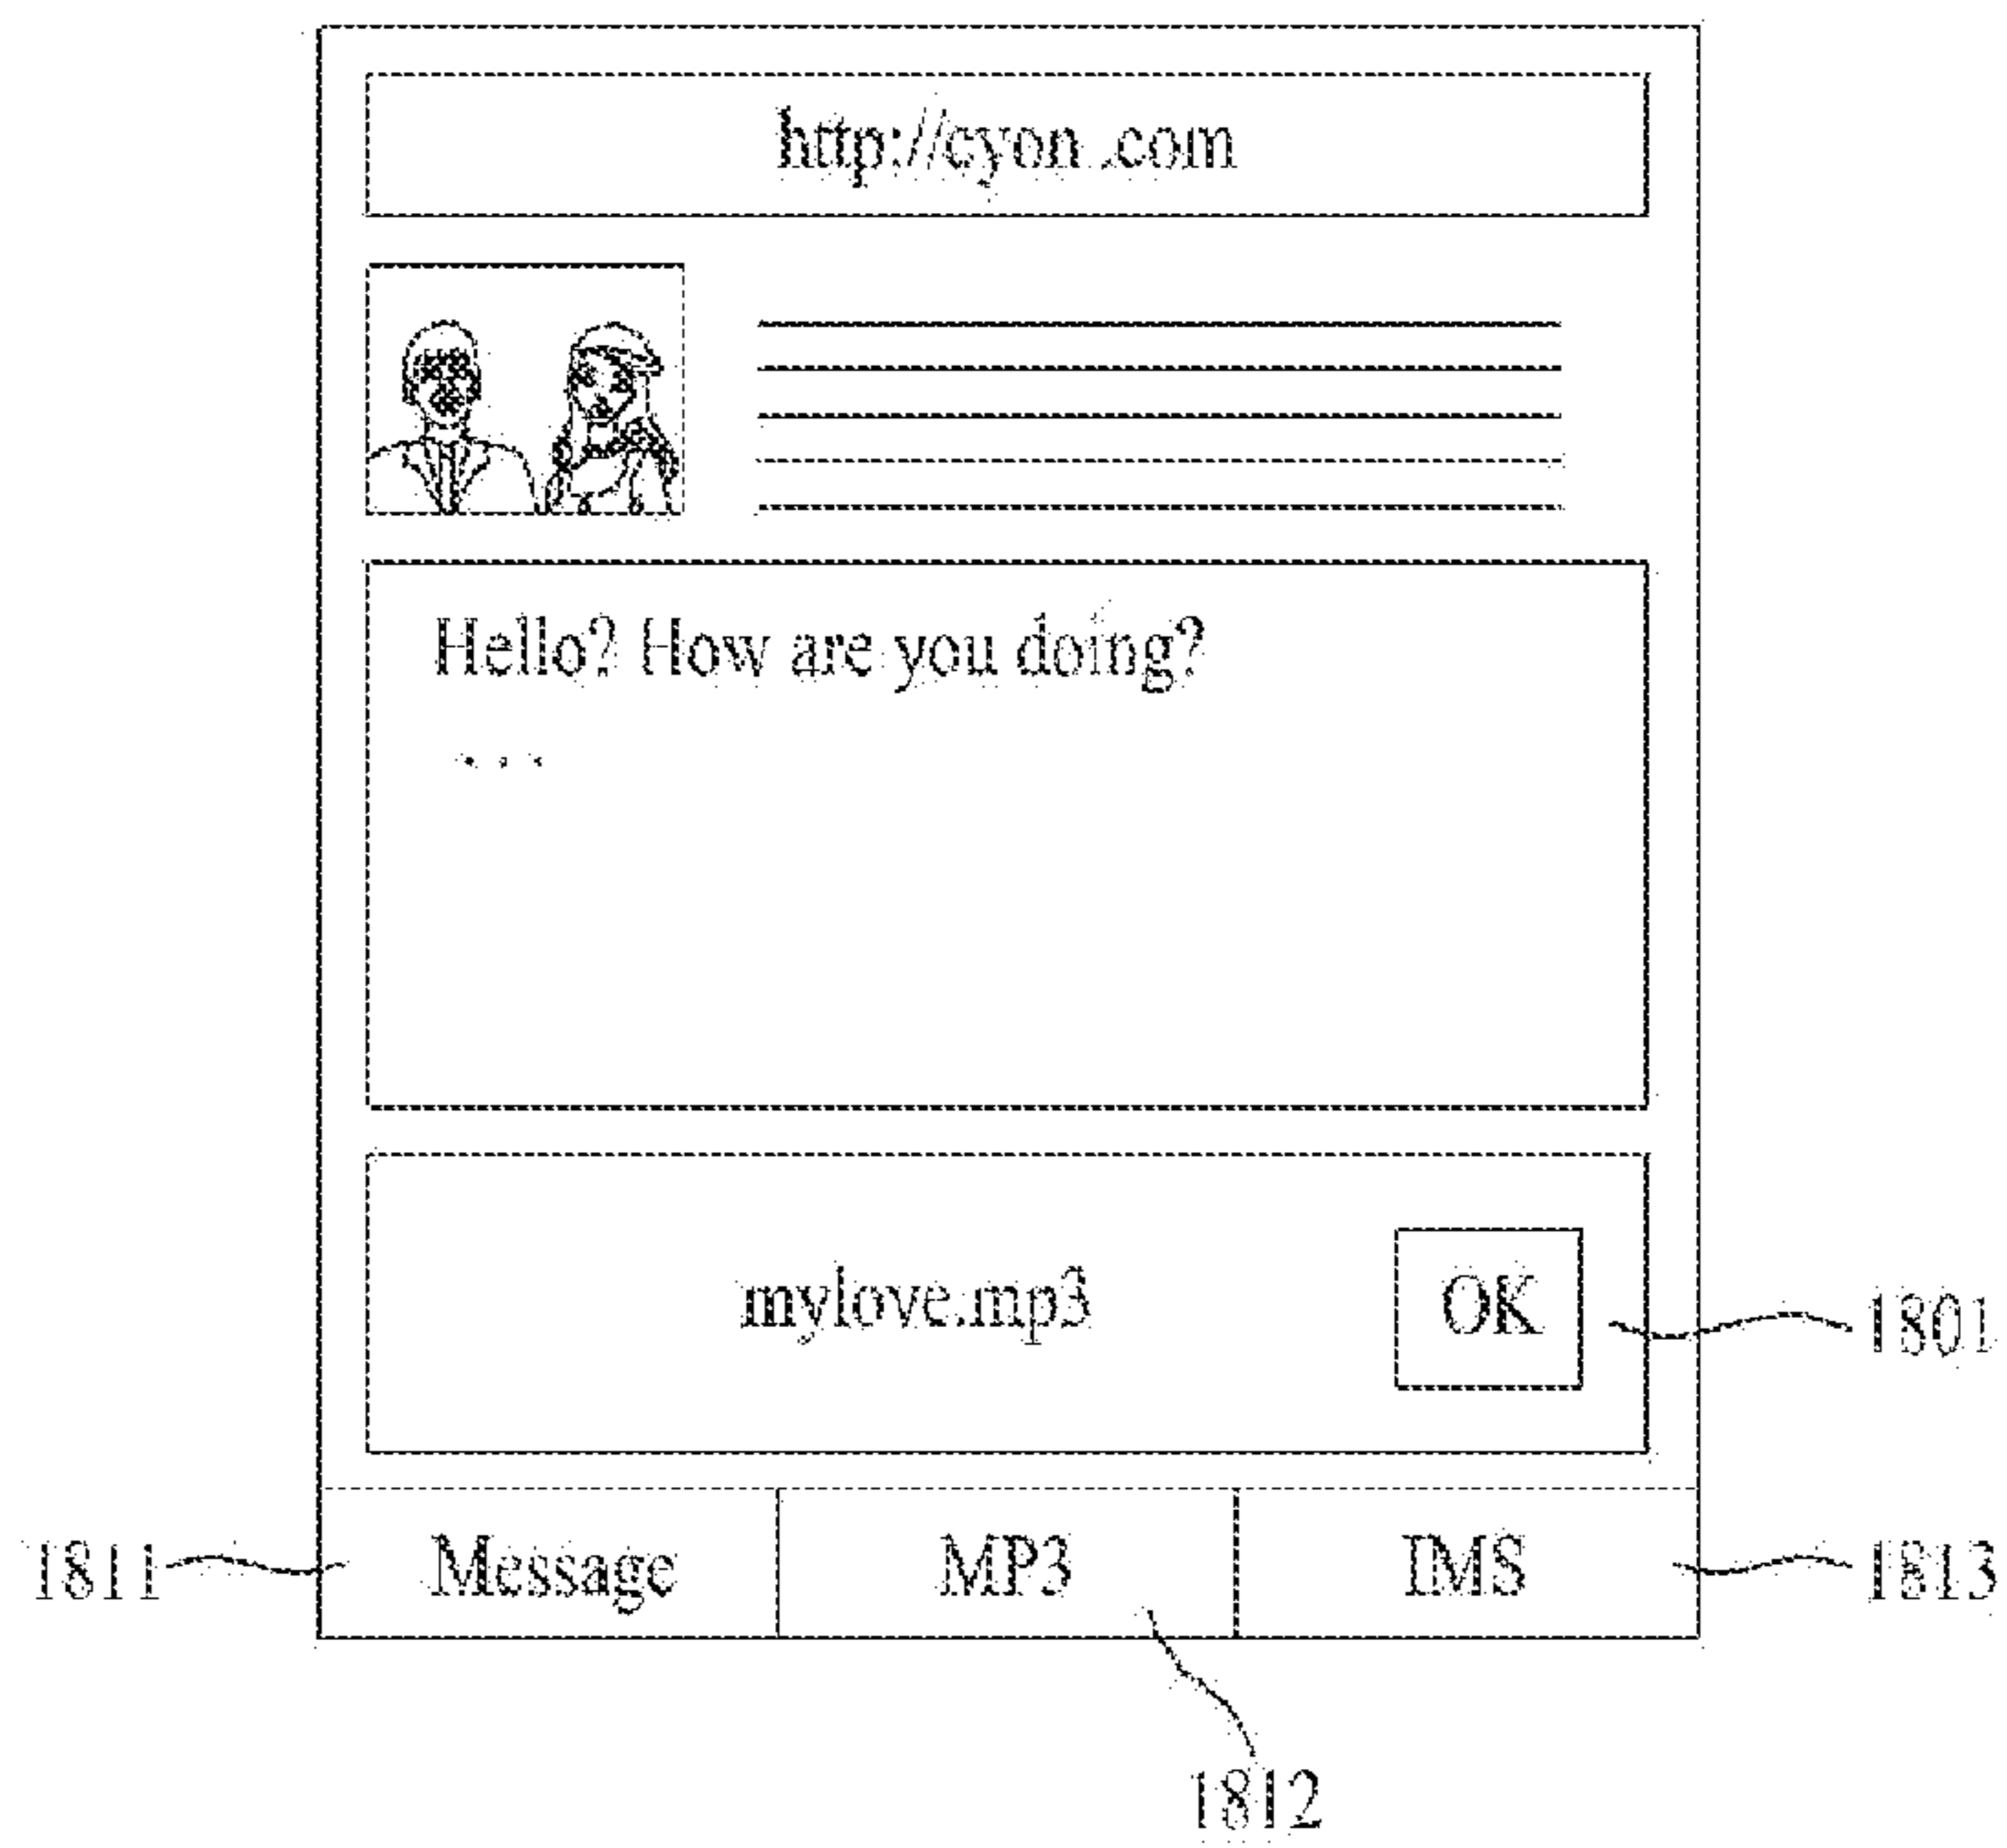 http://cyon.com
Hello? How are you doing?
...
mylove.mp3 OK
1801
1811 Message MP3 IMS 1813
1812